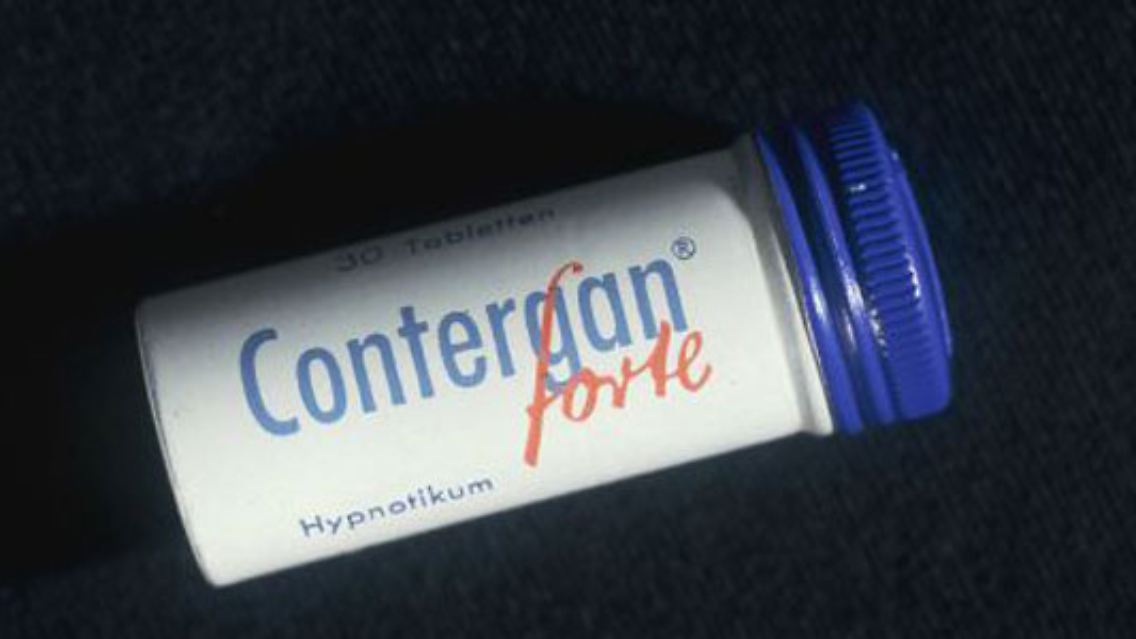 30 Tabletten
Contergan®
forte
Hypnotikum